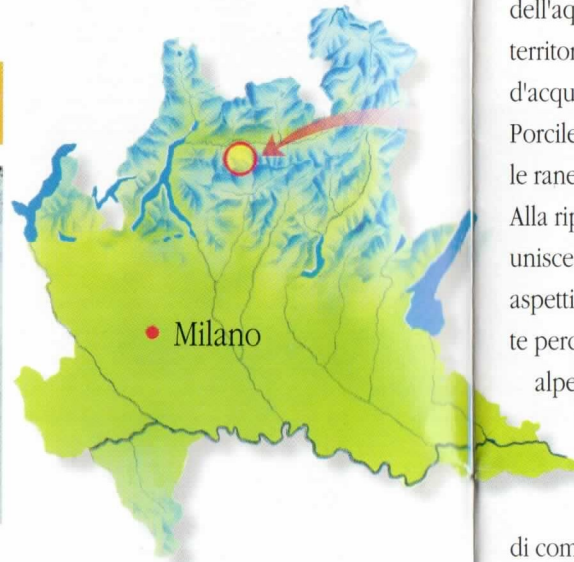 Milano
dell'aq
territor
d'acqu
Porcile
le rane
Alla rip
unisce
aspetti
te perc
alpe
di com